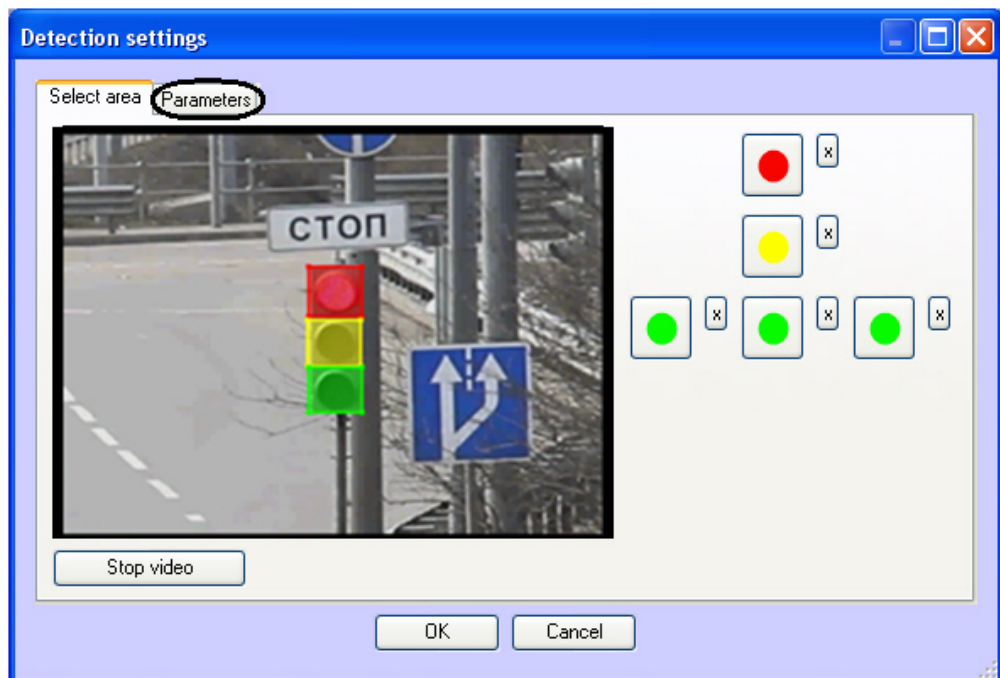 Detection settings
Select area
Parameters
СТОП
x
x
x
x
x
Stop video
OK
Cancel